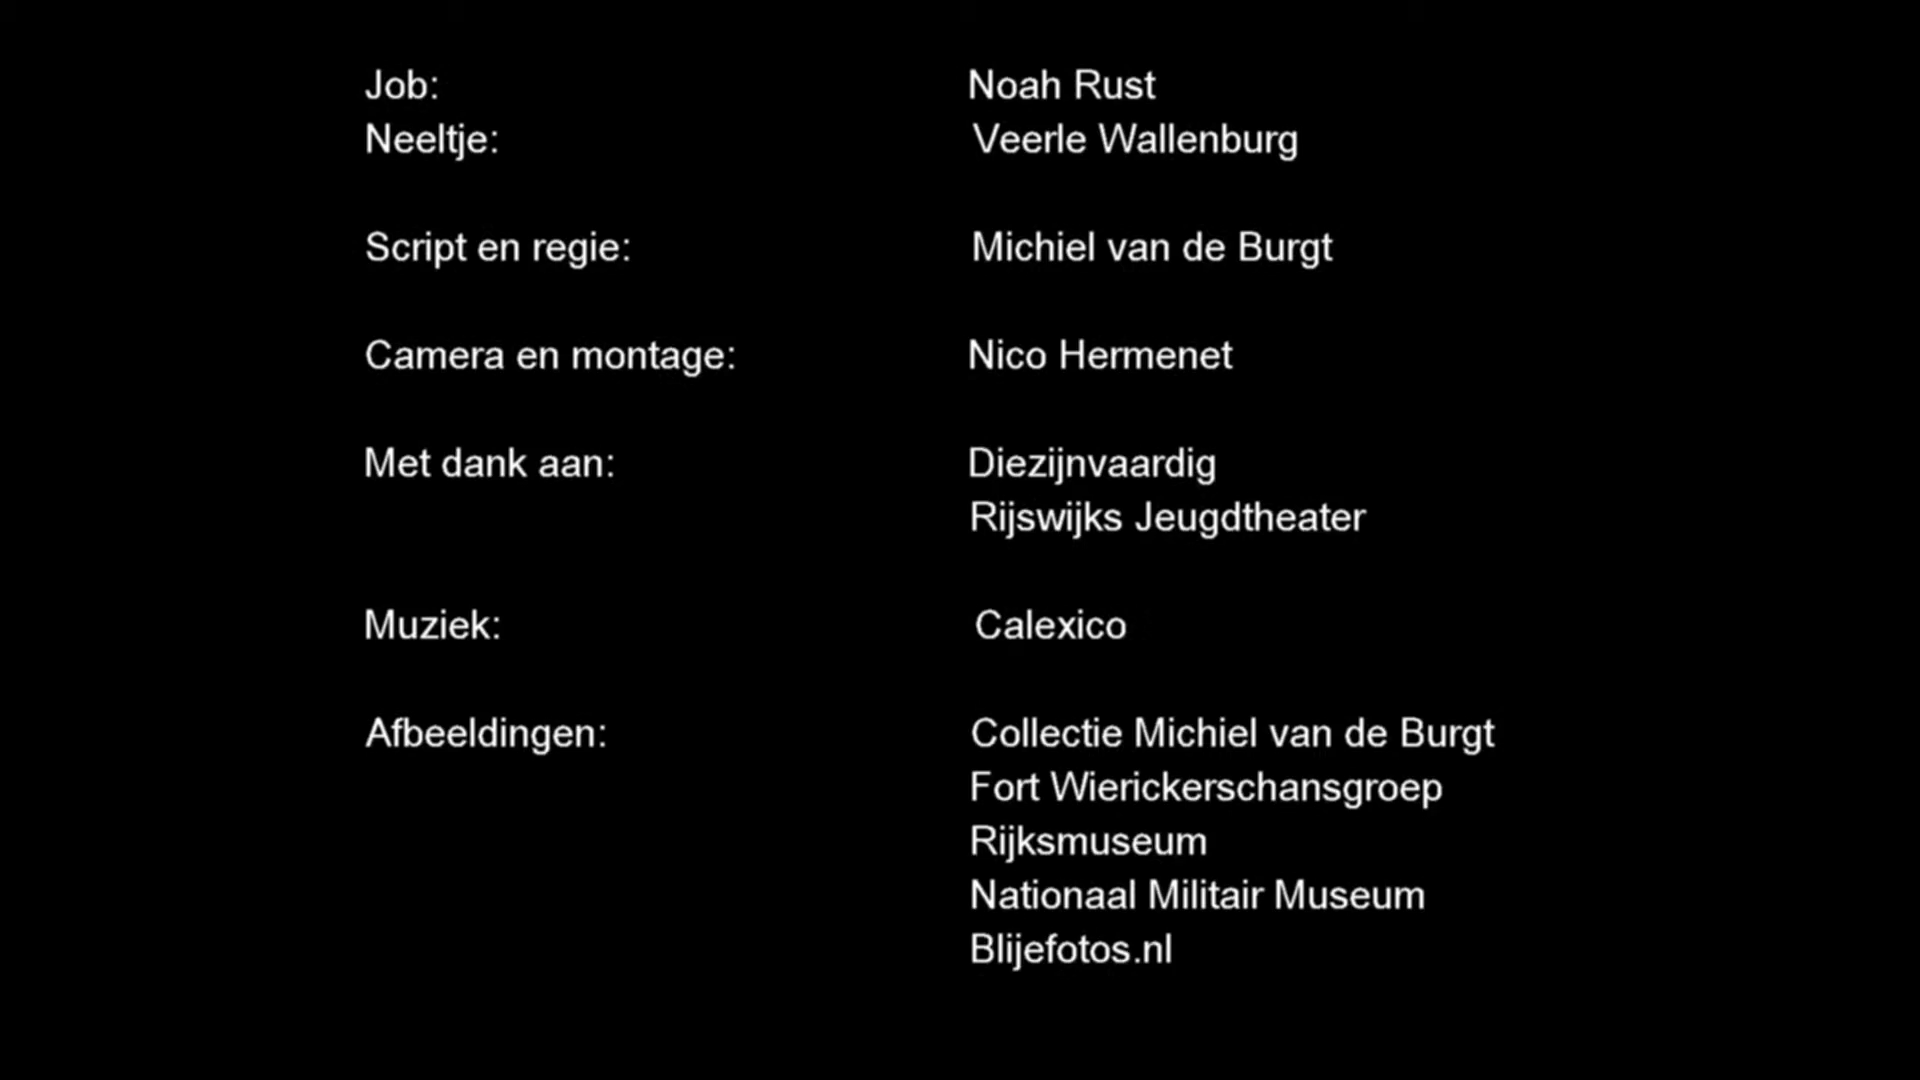 Job: Noah Rust
Neeltje: Veerle Wallenburg
Script en regie: Michiel van de Burgt
Camera en montage: Nico Hermenet
Met dank aan: Diezijnvaardig
Rijswijks Jeugdtheater
Muziek: Calexico
Afbeeldingen: Collectie Michiel van de Burgt
Fort Wierickerschansgroep
Rijksmuseum
Nationaal Militair Museum
Blijefotos.nl